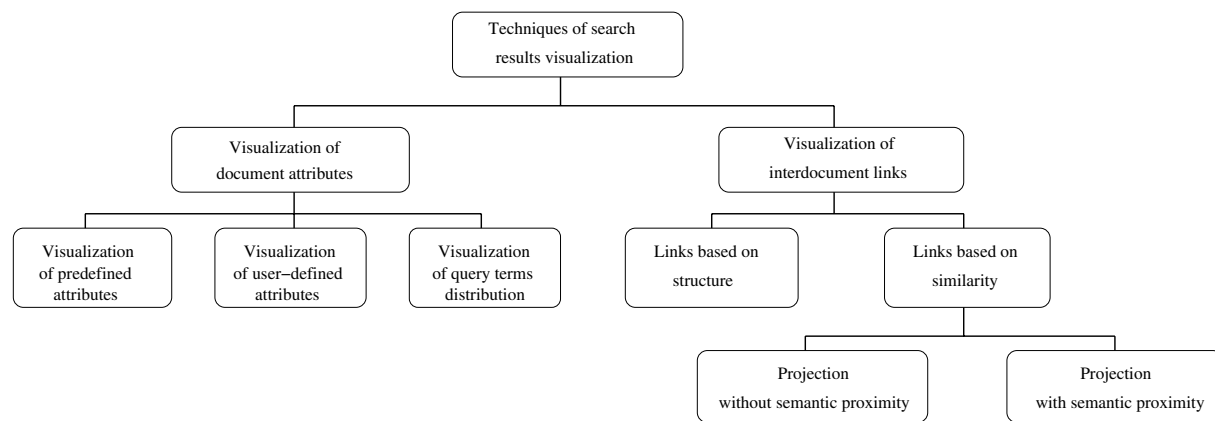 Techniques of search
results visualization
Visualization of
document attributes
Visualization of
interdocument links
Visualization
of predefined
attributes
Visualization
of user−defined
attributes
Visualization
of query terms
distribution
Links based on
structure
Links based on
similarity
Projection
without semantic proximity
Projection
with semantic proximity